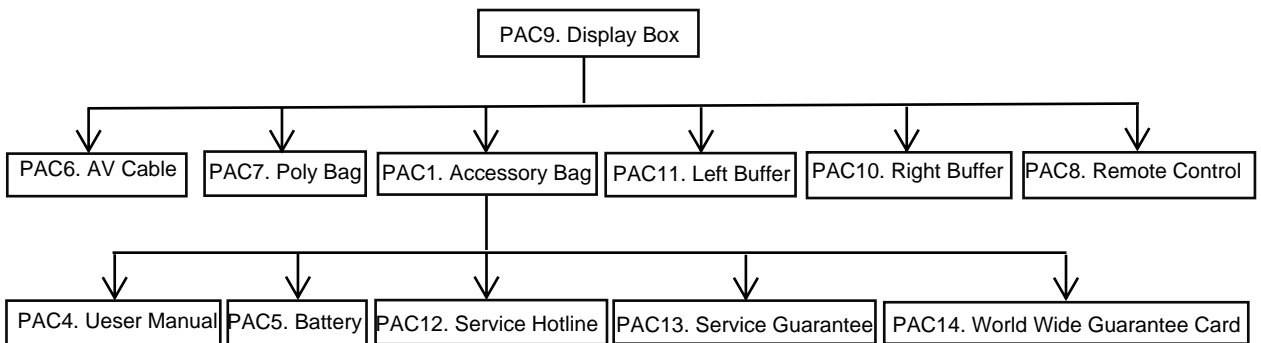 PAC9. Display Box
PAC6. AV Cable
PAC7. Poly Bag
PAC1. Accessory Bag
PAC11. Left Buffer
PAC10. Right Buffer
PAC8. Remote Control
PAC4. Ueser Manual
PAC5. Battery
PAC12. Service Hotline
PAC13. Service Guarantee
PAC14. World Wide Guarantee Card